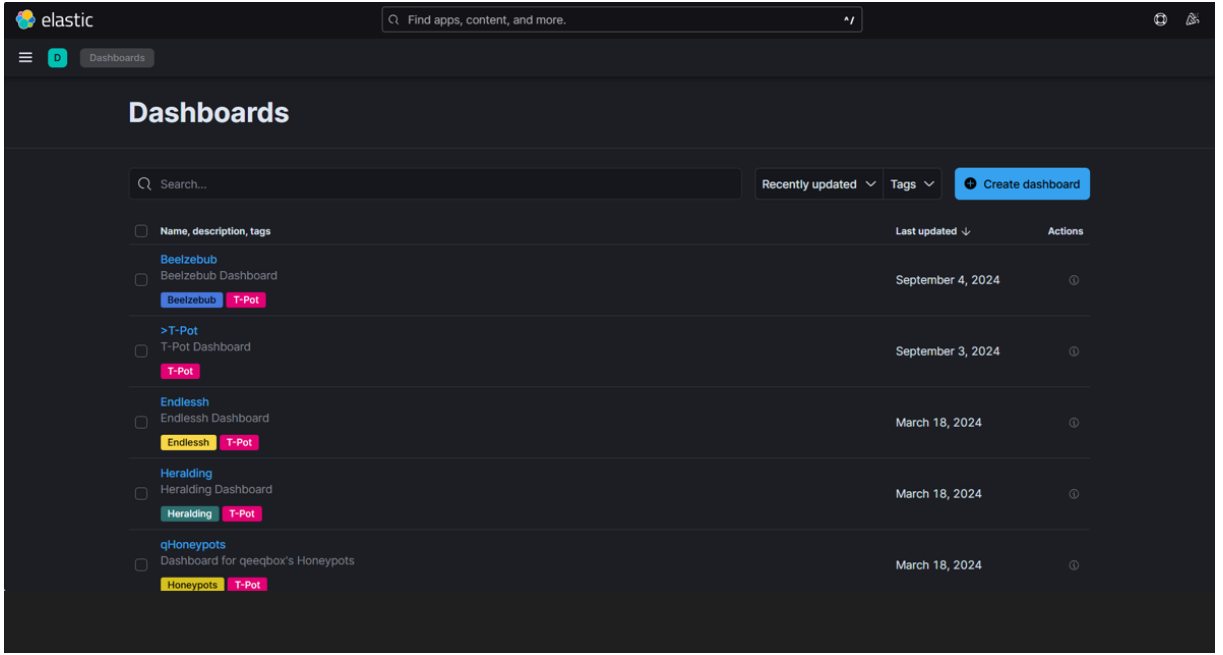 elastic
Find apps, content, and more.
^/
D
Dashboards
Dashboards
Search...
Recently updated
Tags
Create dashboard
Name, description, tags
Last updated
Actions
Beelzebub
Beelzebub Dashboard
September 4, 2024
Beelzebub T-Pot
>T-Pot
T-Pot Dashboard
September 3, 2024
T-Pot
Endlessh
Endlessh Dashboard
March 18, 2024
Endlessh T-Pot
Heralding
Heralding Dashboard
March 18, 2024
Heralding T-Pot
qHoneypots
Dashboard for qeeqbox's Honeypots
March 18, 2024
Honeypots T-Pot